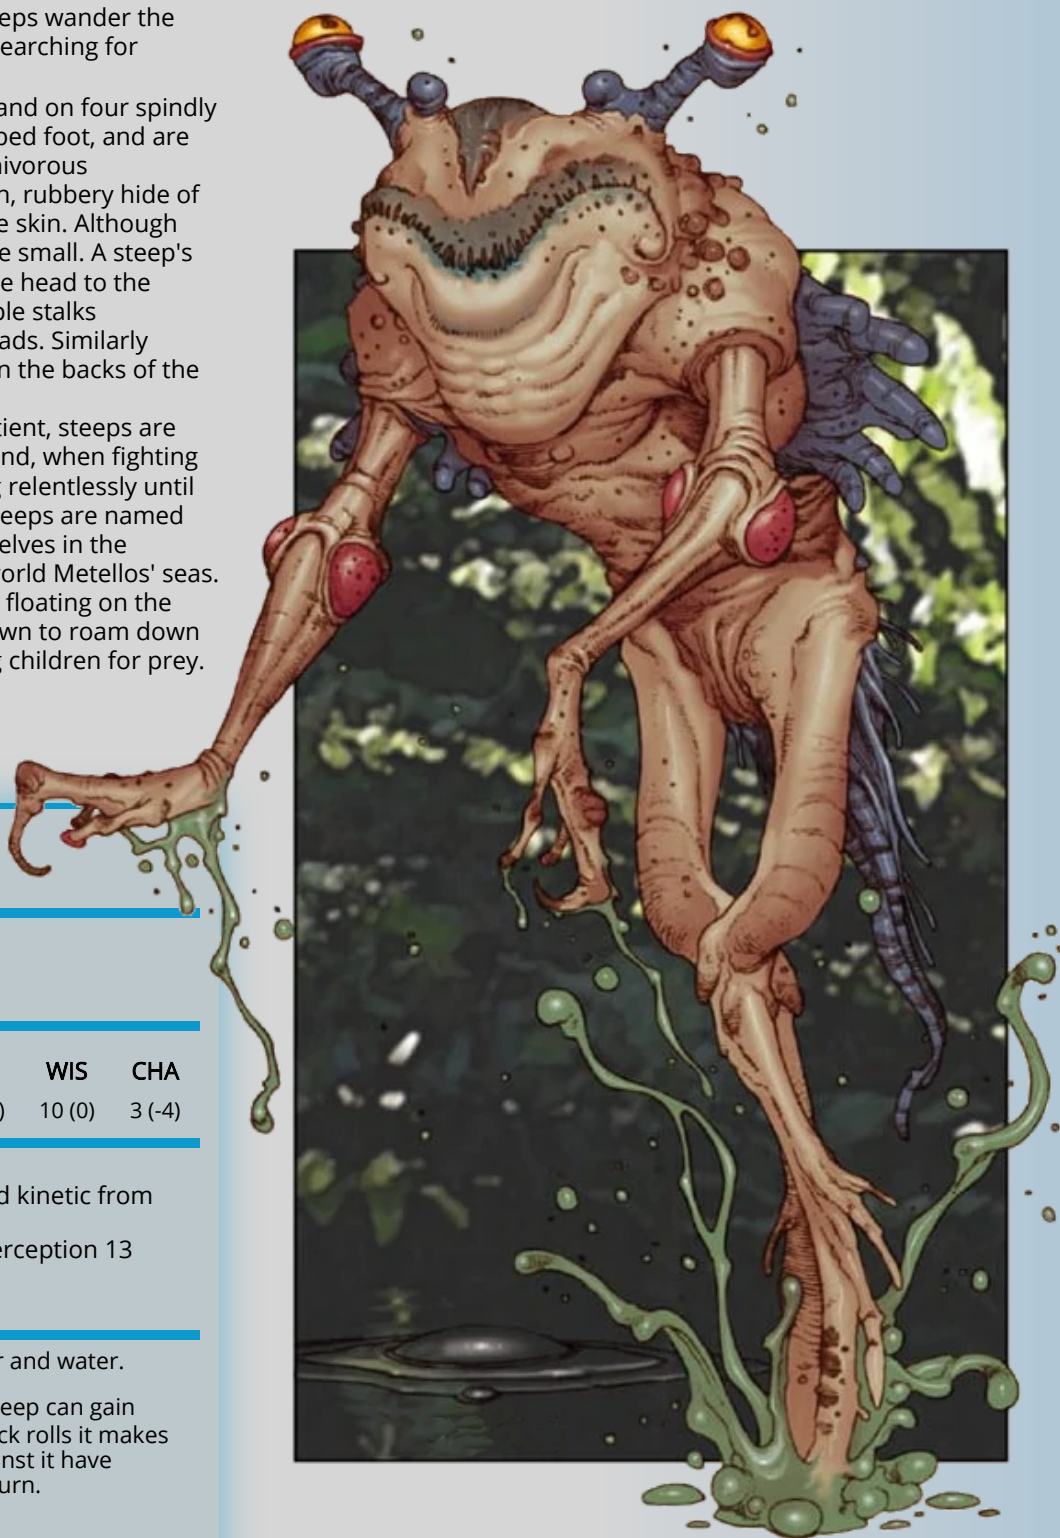 eeps wander the
earching for
and on four spindly
bed foot, and are
nivorous
n, rubbery hide of
e skin. Although
e small. A steep's
e head to the
ble stalks
ads. Similarly
n the backs of the
tient, steeps are
nd, when fighting
g relentlessly until
teeps are named
elves in the
world Metellos' seas.
floating on the
wn to roam down
g children for prey.
WIS CHA
) 10 (0) 3 (-4)
d kinetic from
erception 13
r and water.
eep can gain
ck rolls it makes
nst it have
urn.